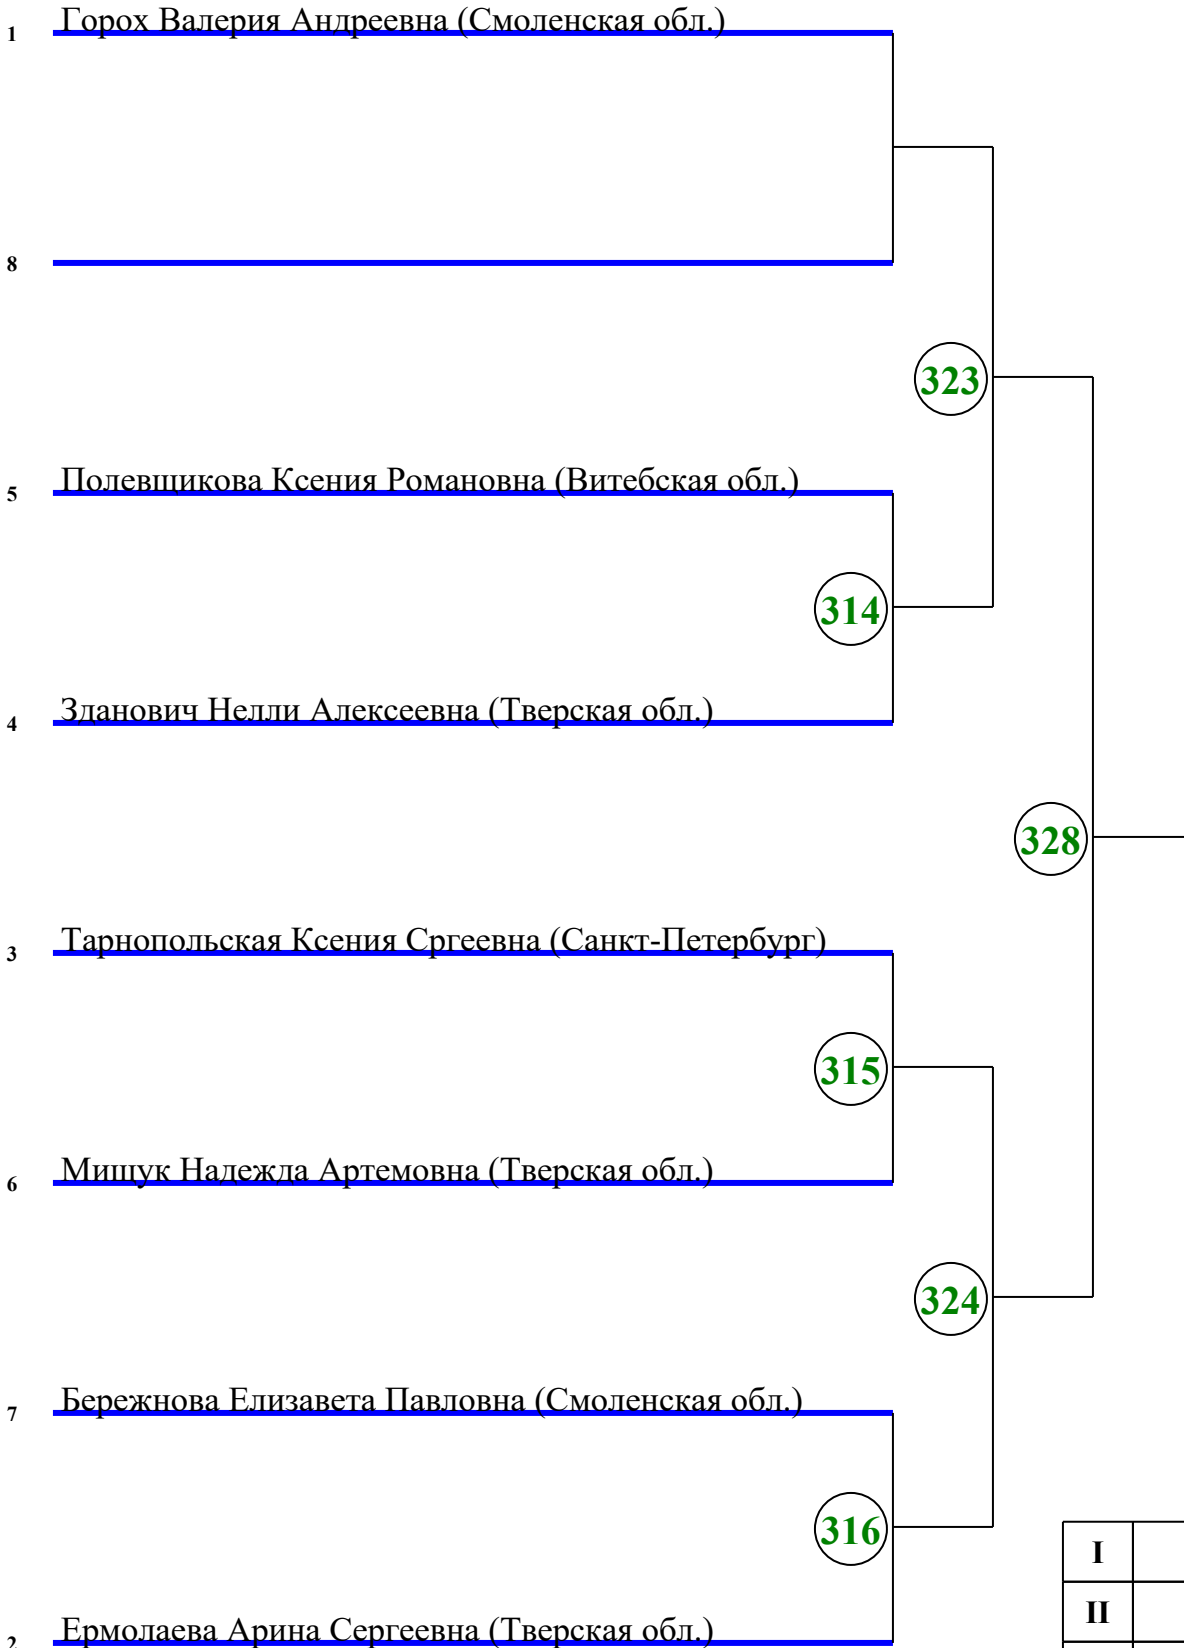 1 Горох Валерия Андреевна (Смоленская обл.)
8
323
5 Полевщикова Ксения Романовна (Витебская обл.)
314
4 Зданович Нелли Алексеевна (Тверская обл.)
328
3 Тарнопольская Ксения Сргеевна (Санкт-Петербург)
315
6 Мищук Надежда Артемовна (Тверская обл.)
324
7 Бережнова Елизавета Павловна (Смоленская обл.)
316
I
II
2 Ермолаева Арина Сергеевна (Тверская обл.)